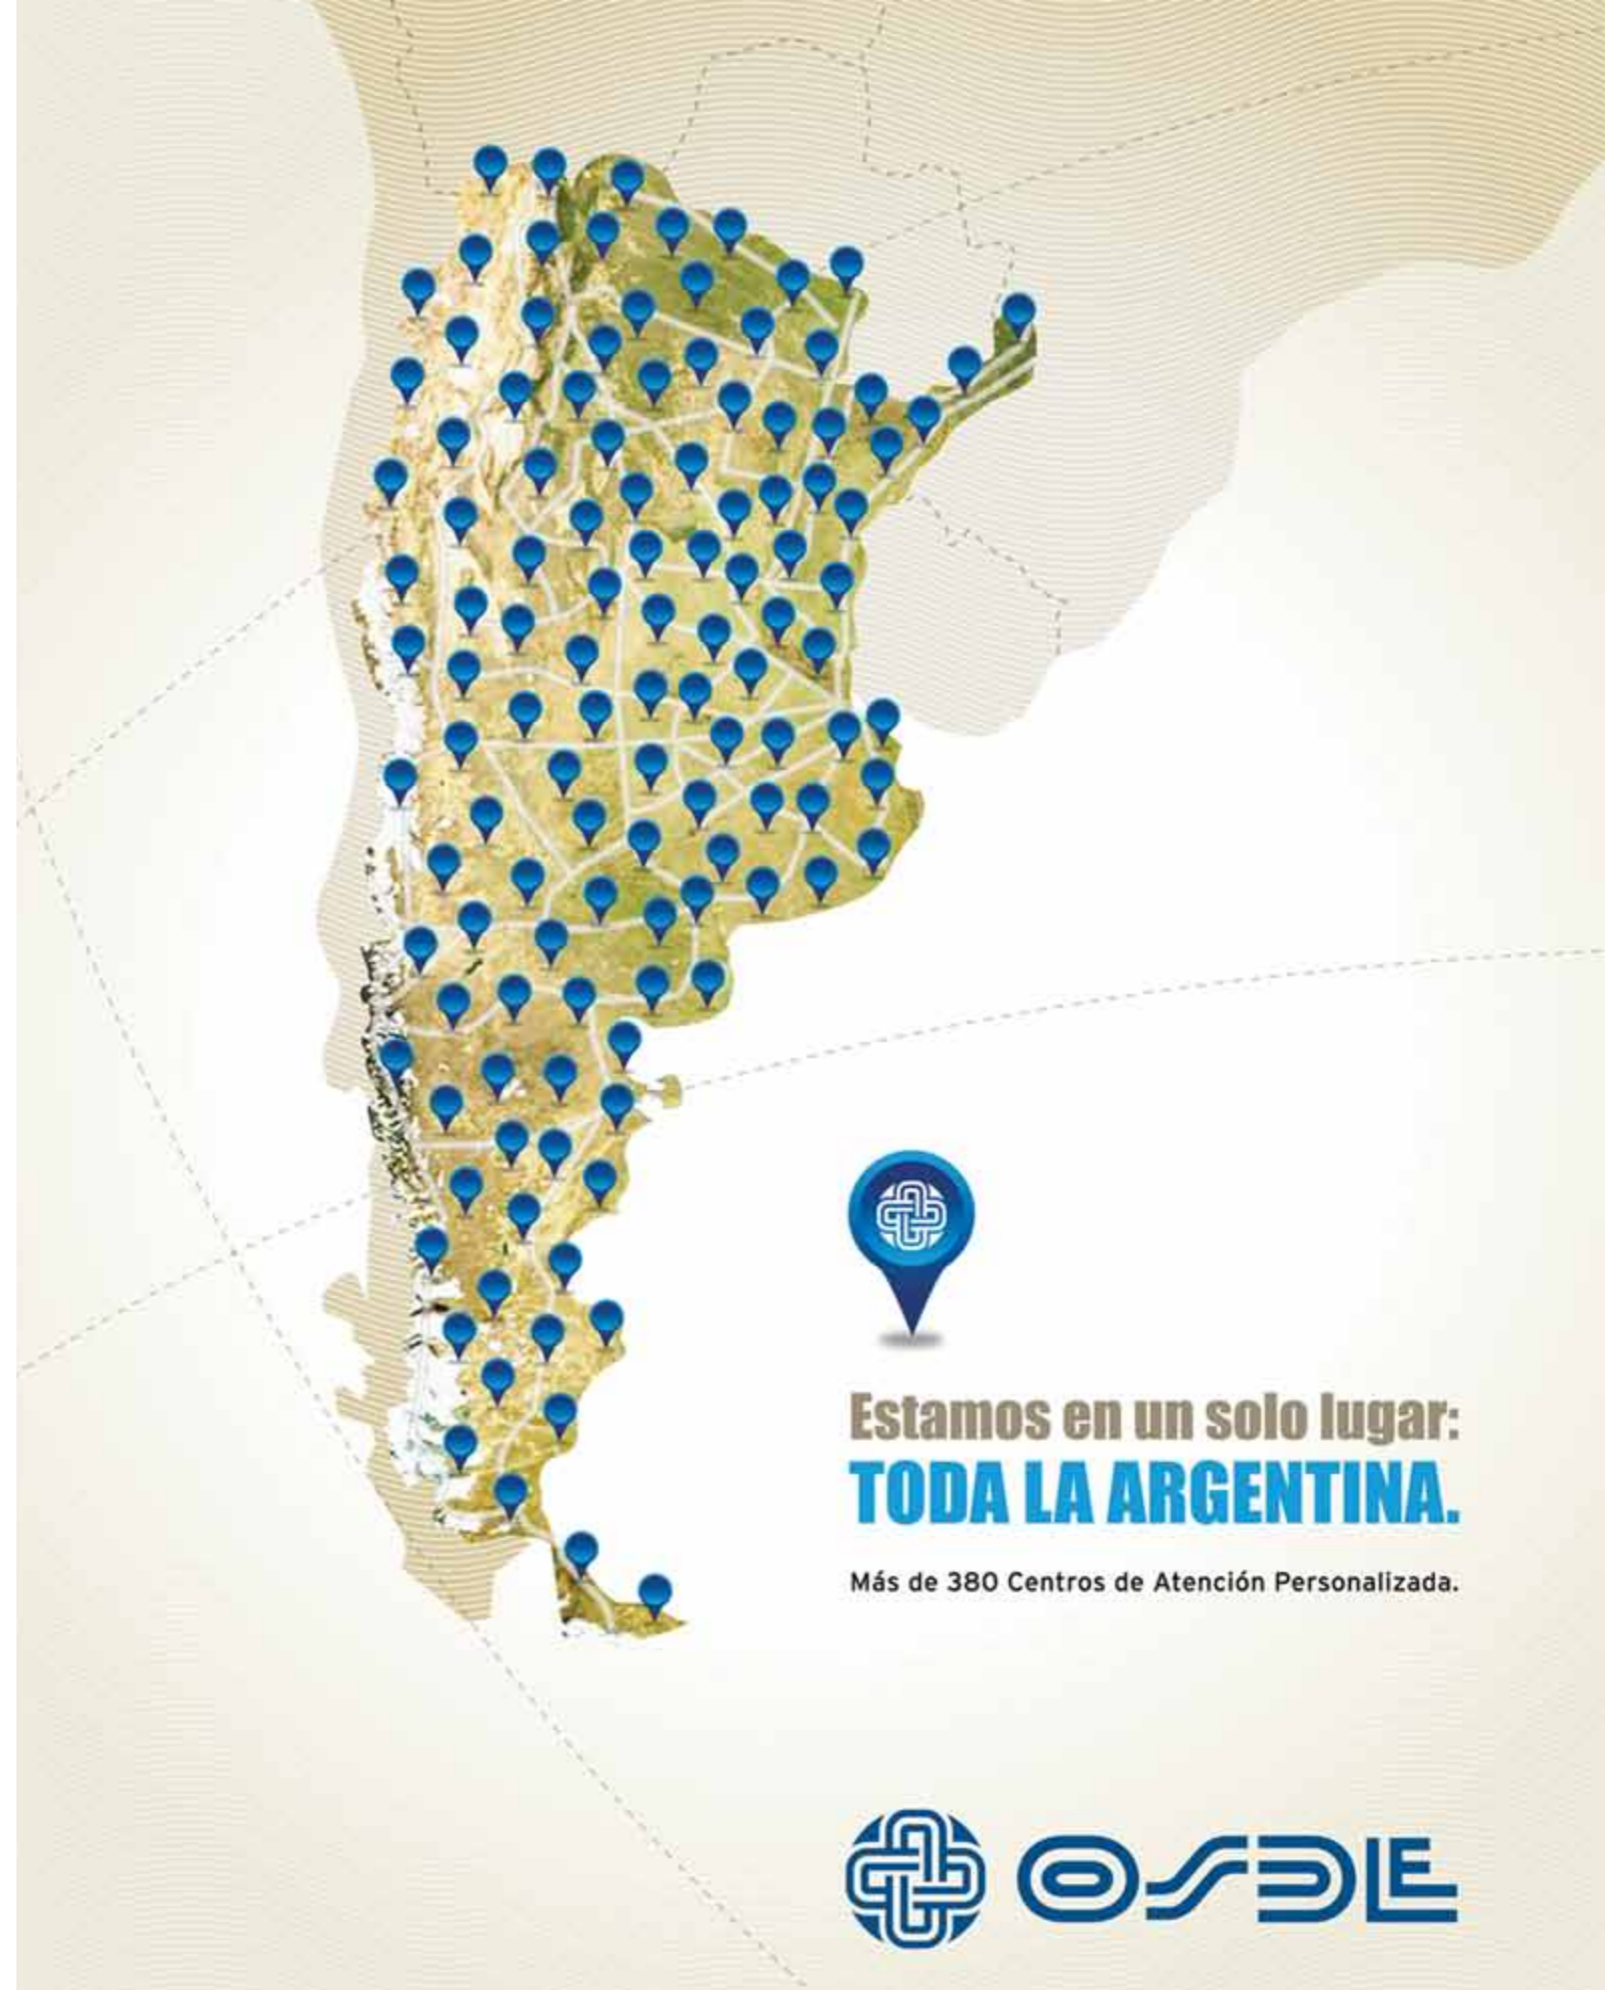 Estamos en un solo lugar:
TODA LA ARGENTINA.
Más de 380 Centros de Atención Personalizada.
OSDE